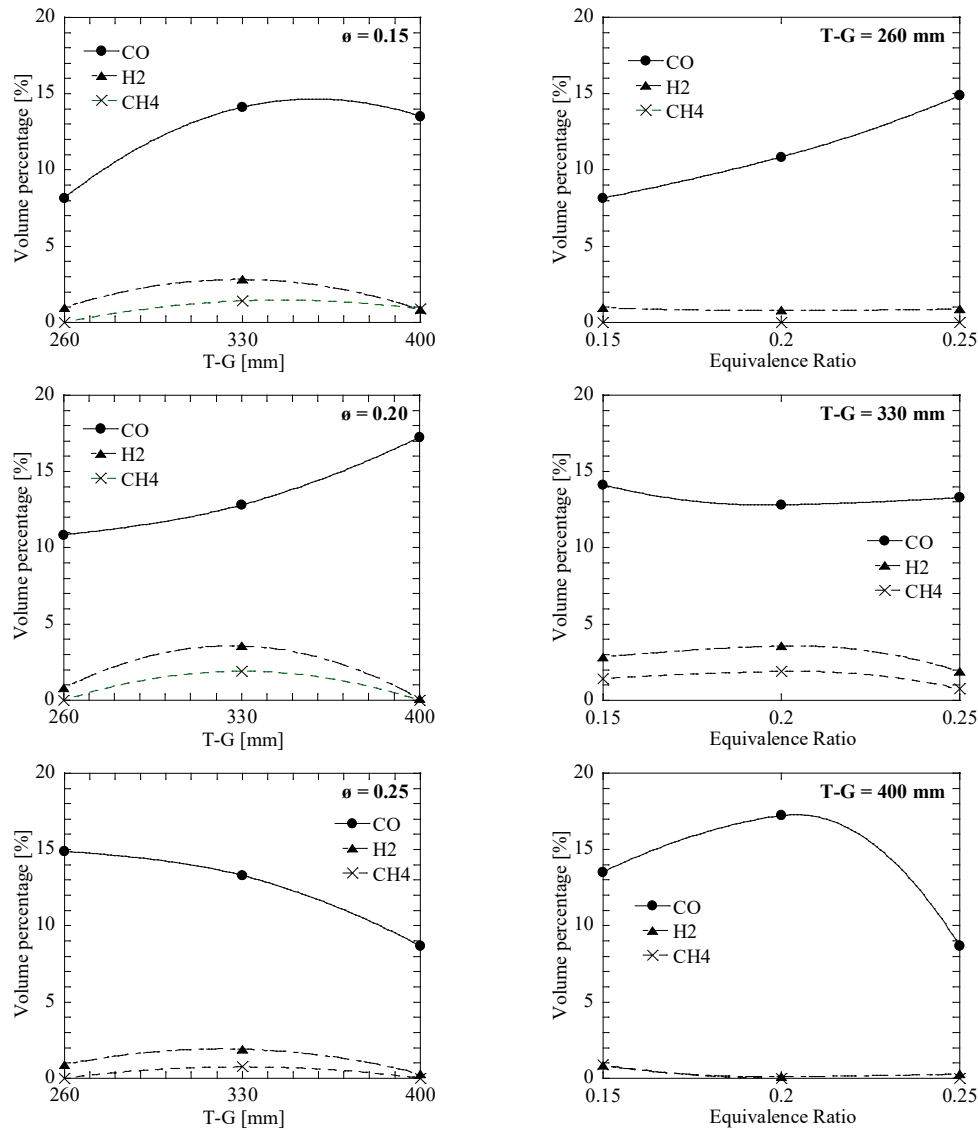 ø = 0.15
CO
H2
CH4
Volume percentage [%]
20
15
10
5
0
260
330
400
T-G [mm]
T-G = 260 mm
CO
H2
CH4
Volume percentage [%]
20
15
10
5
0
0.15
0.2
0.25
Equivalence Ratio
ø = 0.20
CO
H2
CH4
Volume percentage [%]
20
15
10
5
0
260
330
400
T-G [mm]
T-G = 330 mm
CO
H2
CH4
Volume percentage [%]
20
15
10
5
0
0.15
0.2
0.25
Equivalence Ratio
ø = 0.25
CO
H2
CH4
Volume percentage [%]
20
15
10
5
0
260
330
400
T-G [mm]
T-G = 400 mm
CO
H2
CH4
Volume percentage [%]
20
15
10
5
0
0.15
0.2
0.25
Equivalence Ratio